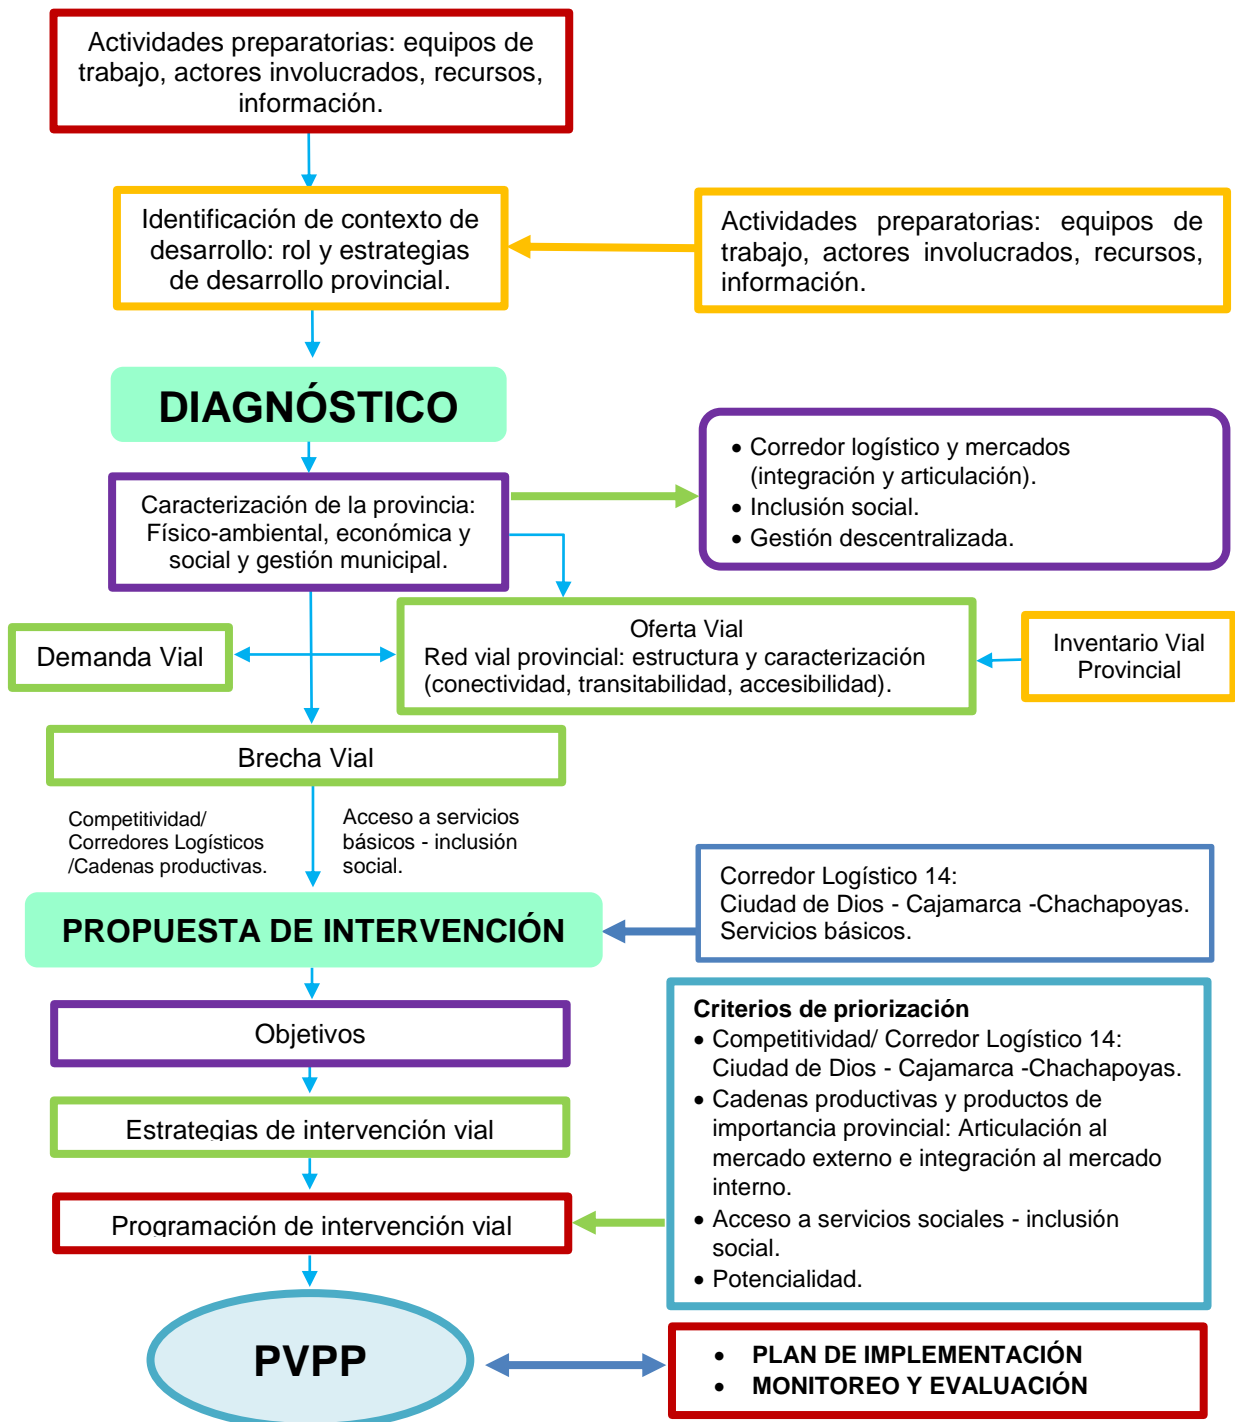 Actividades preparatorias: equipos de
trabajo, actores involucrados, recursos,
información.
Identificación de contexto de
desarrollo: rol y estrategias
de desarrollo provincial.
Actividades preparatorias: equipos de
trabajo, actores involucrados, recursos,
información.
DIAGNÓSTICO
Caracterización de la provincia:
Físico-ambiental, económica y
social y gestión municipal.
• Corredor logístico y mercados
(integración y articulación).
• Inclusión social.
• Gestión descentralizada.
Demanda Vial
Oferta Vial
Red vial provincial: estructura y caracterización
(conectividad, transitabilidad, accesibilidad).
Inventario Vial
Provincial
Brecha Vial
Competitividad/
Corredores Logísticos
/Cadenas productivas.
Acceso a servicios
básicos - inclusión
social.
PROPUESTA DE INTERVENCIÓN
Corredor Logístico 14:
Ciudad de Dios - Cajamarca -Chachapoyas.
Servicios básicos.
Objetivos
Estrategias de intervención vial
Programación de intervención vial
Criterios de priorización
• Competitividad/ Corredor Logístico 14:
Ciudad de Dios - Cajamarca -Chachapoyas.
• Cadenas productivas y productos de
importancia provincial: Articulación al
mercado externo e integración al mercado
interno.
• Acceso a servicios sociales - inclusión
social.
• Potencialidad.
PVPP
• PLAN DE IMPLEMENTACIÓN
• MONITOREO Y EVALUACIÓN